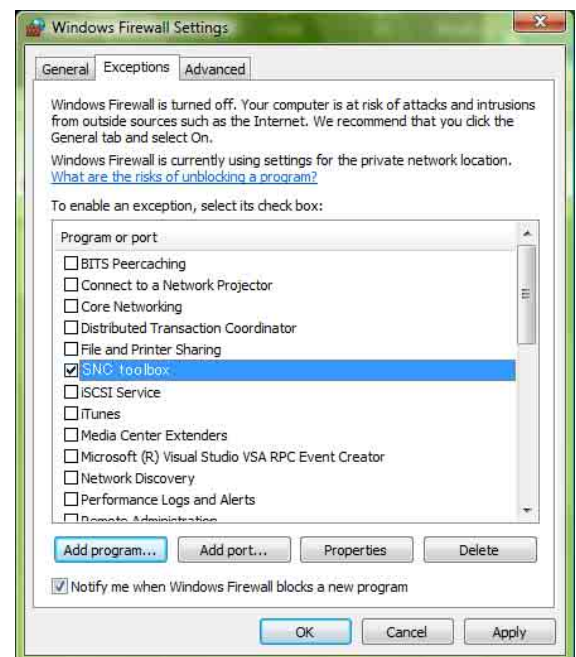 Windows Firewall Settings
General Exceptions Advanced
Windows Firewall is turned off. Your computer is at risk of attacks and intrusions
from outside sources such as the Internet. We recommend that you click the
General tab and select On.
Windows Firewall is currently using settings for the private network location.
What are the risks of unblocking a program?
To enable an exception, select its check box:
Program or port
BITS Peercaching
Connect to a Network Projector
Core Networking
Distributed Transaction Coordinator
File and Printer Sharing
SNC toolbox
iSCSI Service
iTunes
Media Center Extenders
Microsoft (R) Visual Studio VSA RPC Event Creator
Network Discovery
Performance Logs and Alerts
Remote Administration
Add program... Add port... Properties Delete
Notify me when Windows Firewall blocks a new program
OK Cancel Apply